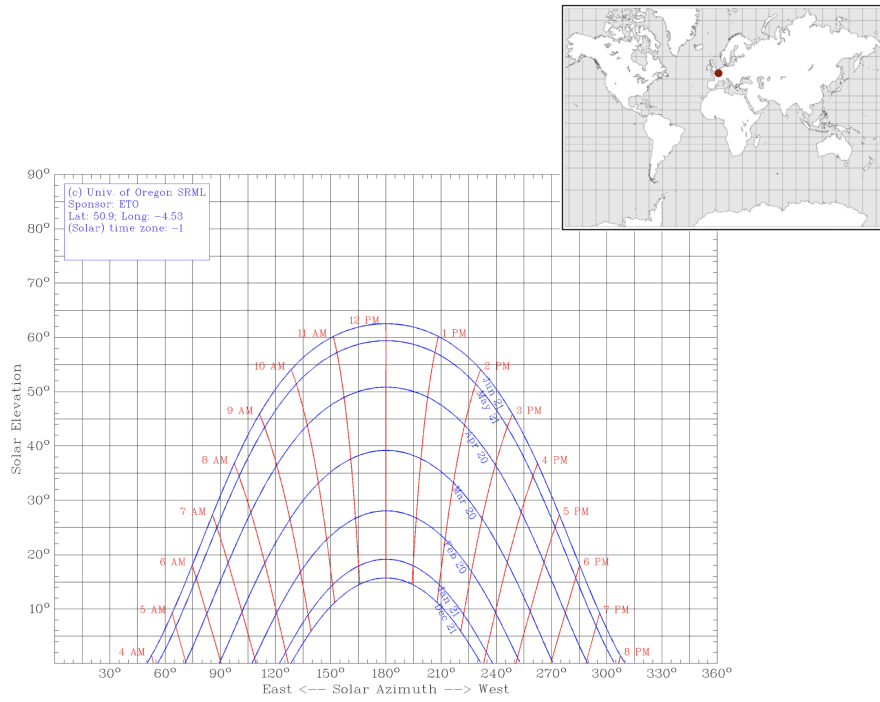 90°
80°
70°
60°
50°
40°
30°
20°
10°
Solar Elevation
(c) Univ. of Oregon SRML
Sponsor: ETO
Lat: 50.9; Long: −4.53
(Solar) time zone: −1
4 AM
5 AM
6 AM
7 AM
8 AM
9 AM
10 AM
11 AM
12 PM
1 PM
2 PM
3 PM
4 PM
5 PM
6 PM
7 PM
8 PM
Jun 21
May 21
Apr 20
Mar 20
Feb 20
Jan 21
Dec 21
30° 60° 90° 120° 150° 180° 210° 240° 270° 300° 330° 360°
East <−− Solar Azimuth −−> West